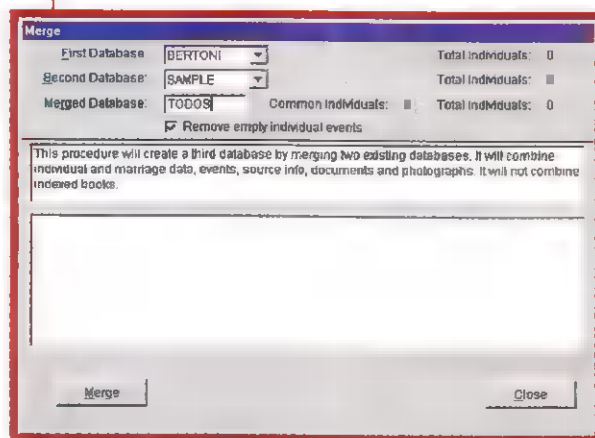 Merge
First Database BERTONI Total Individuals: 0
Second Database: SAMPLE Total Individuals:
Merged Database: TODOS Common Individuals: Total Individuals: 0
Remove empty individual events
This procedure will create a third database by merging two existing databases. It will combine
individual and marriage data, events, source info, documents and photographs. It will not combine
indexed books.
Merge Close